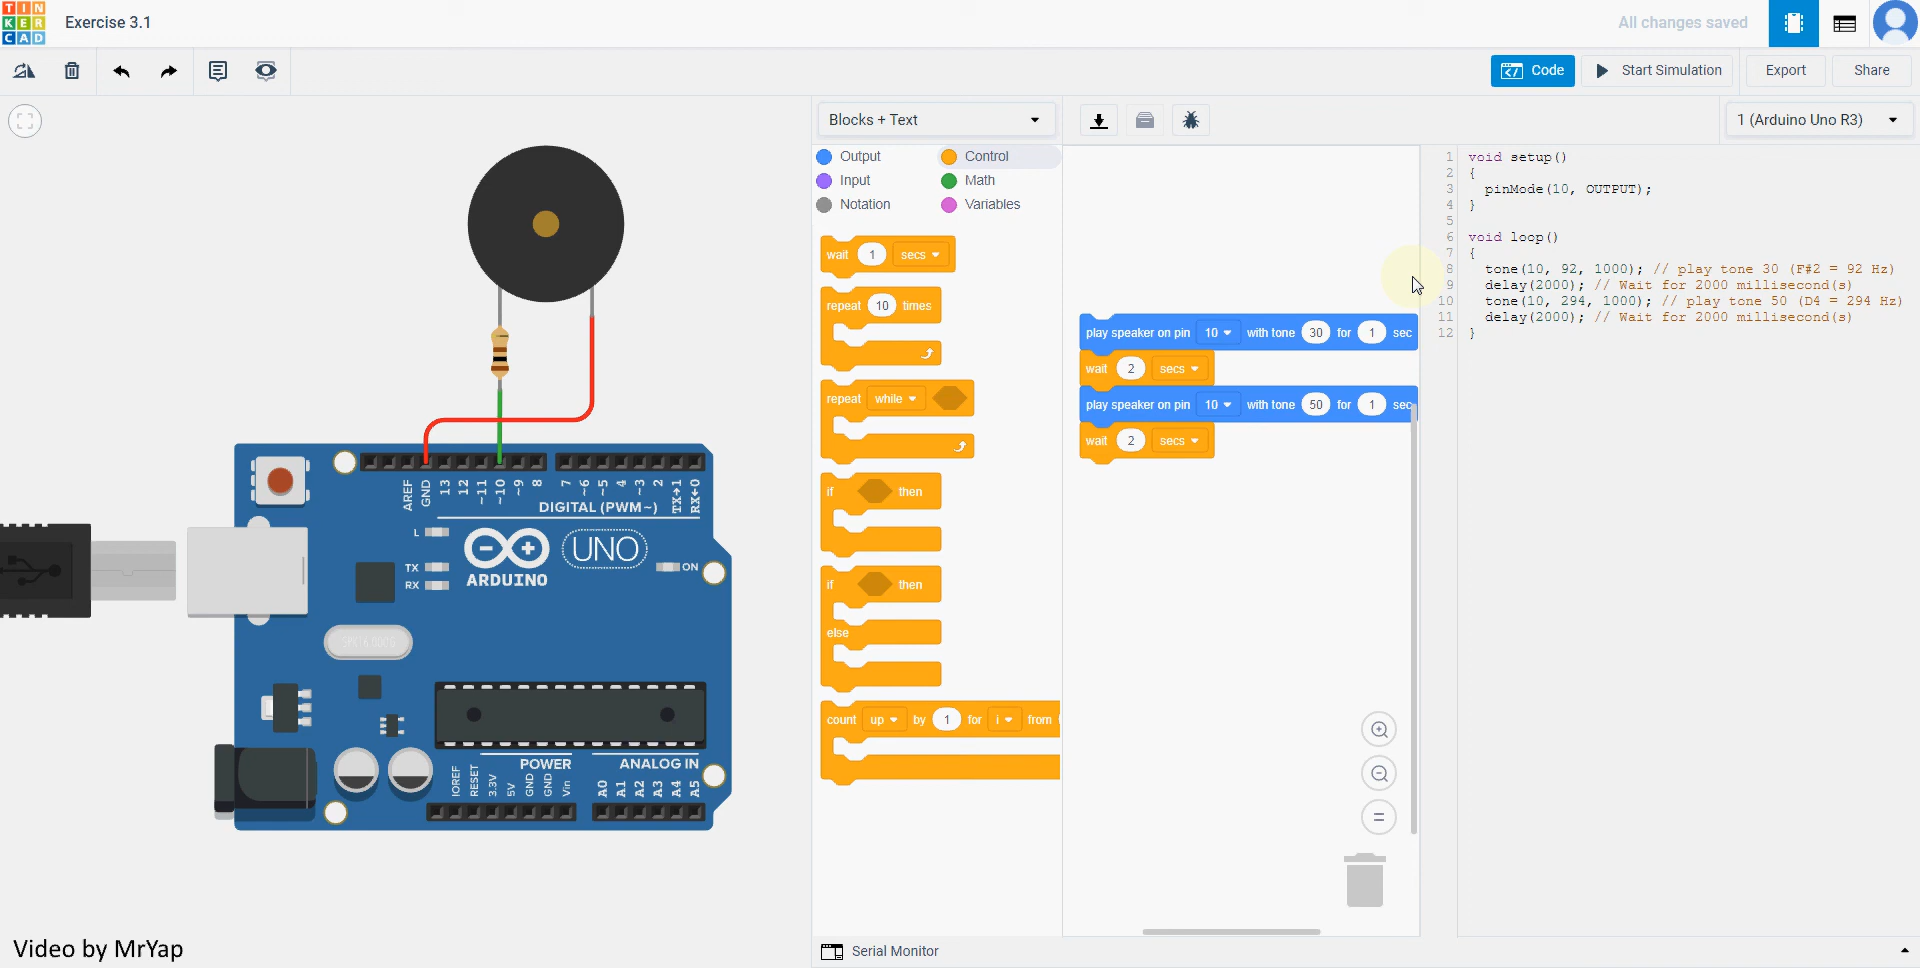 TIN
KER
CAD
Exercise 3.1
All changes saved
Code
Start Simulation
Export
Share
Blocks + Text
1 (Arduino Uno R3)
Output
Control
Input
Math
Notation
Variables
wait 1 secs
repeat 10 times
repeat while
if then
if then
else
count up by 1 for i from
play speaker on pin 10 with tone 30 for 1 sec
wait 2 secs
play speaker on pin 10 with tone 50 for 1 sec
wait 2 secs
1 void setup()
2 {
3 pinMode(10, OUTPUT);
4 }
5
6 void loop()
7 {
8 tone(10, 92, 1000); // play tone 30 (F#2 = 92 Hz)
9 delay(2000); // Wait for 2000 millisecond(s)
10 tone(10, 294, 1000); // play tone 50 (D4 = 294 Hz)
11 delay(2000); // Wait for 2000 millisecond(s)
12 }
AREF
GND
13
12
~11
~10
~9
8
7
~6
~5
4
~3
2
TX→1
RX←0
DIGITAL (PWM~)
L
TX
RX
ARDUINO
UNO
ON
POWER
ANALOG IN
IOREF
RESET
3.3V
5V
GND
GND
Vin
A0
A1
A2
A3
A4
A5
Serial Monitor
Video by MrYap